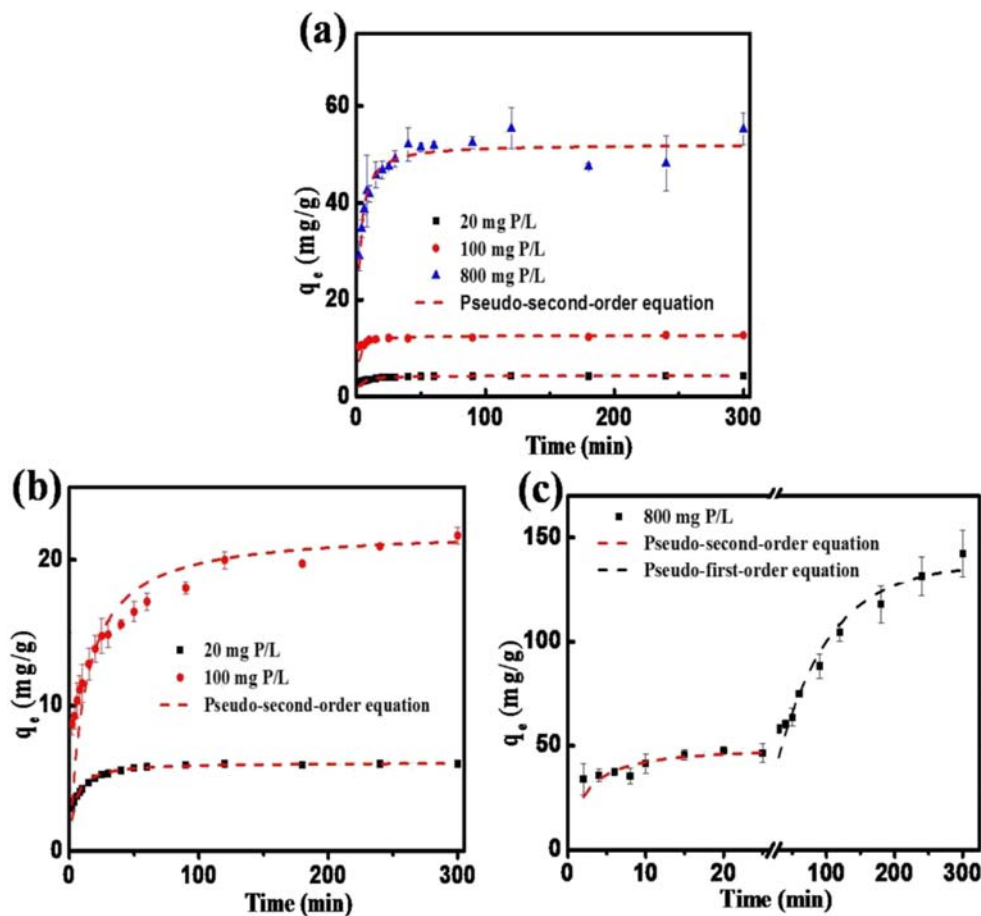 (a)
60
40
20
0
qe (mg/g)
20 mg P/L
100 mg P/L
800 mg P/L
Pseudo-second-order equation
0 100 200 300
Time (min)
(b)
20
10
0
qe (mg/g)
20 mg P/L
100 mg P/L
Pseudo-second-order equation
0 100 200 300
Time (min)
(c)
150
100
50
0
qe (mg/g)
800 mg P/L
Pseudo-second-order equation
Pseudo-first-order equation
0 10 20 100 200 300
Time (min)